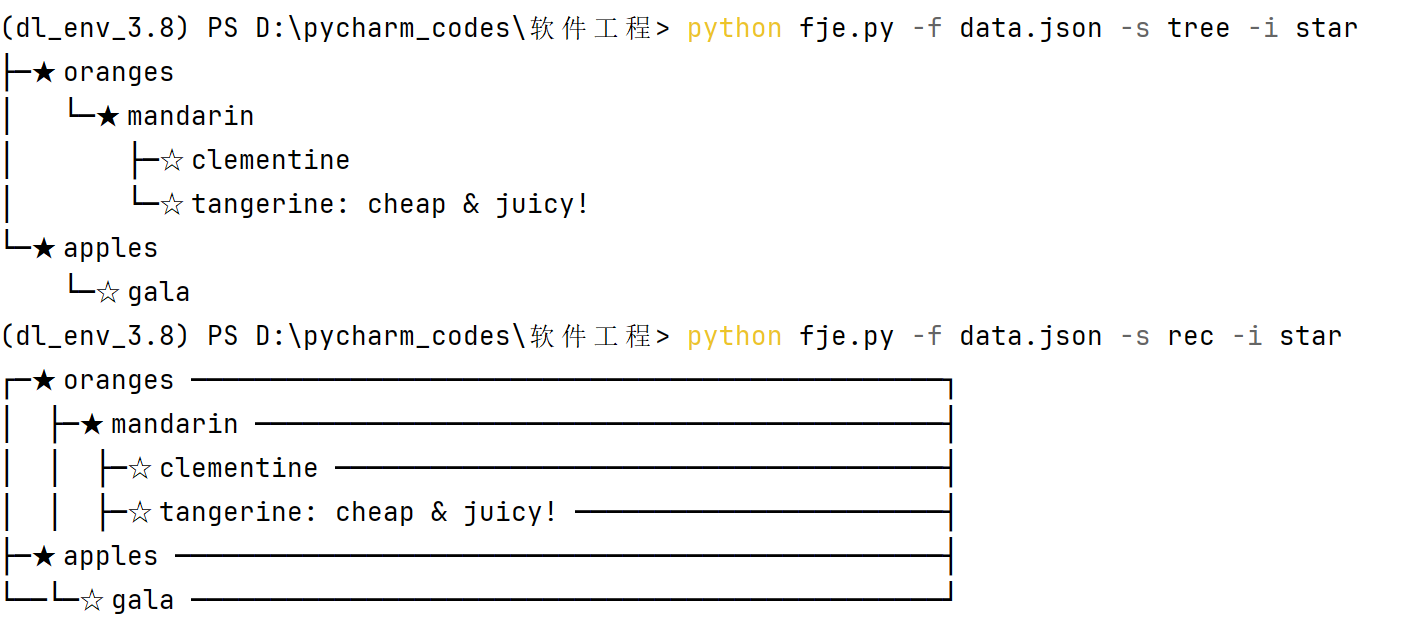 (dl_env_3.8) PS D:\pycharm_codes\软件工程> python fje.py -f data.json -s tree -i star
├─★oranges
│   └─★mandarin
│       ├─☆clementine
│       └─☆tangerine: cheap & juicy!
└─★apples
    └─☆gala
(dl_env_3.8) PS D:\pycharm_codes\软件工程> python fje.py -f data.json -s rec -i star
┌─★oranges ───────────────────────────────────────────────┐
│  ├─★mandarin ───────────────────────────────────────────┤
│  │  ├─☆clementine ──────────────────────────────────────┤
│  │  ├─☆tangerine: cheap & juicy! ───────────────────────┤
├─★apples ────────────────────────────────────────────────┤
└──└─☆gala ───────────────────────────────────────────────┘